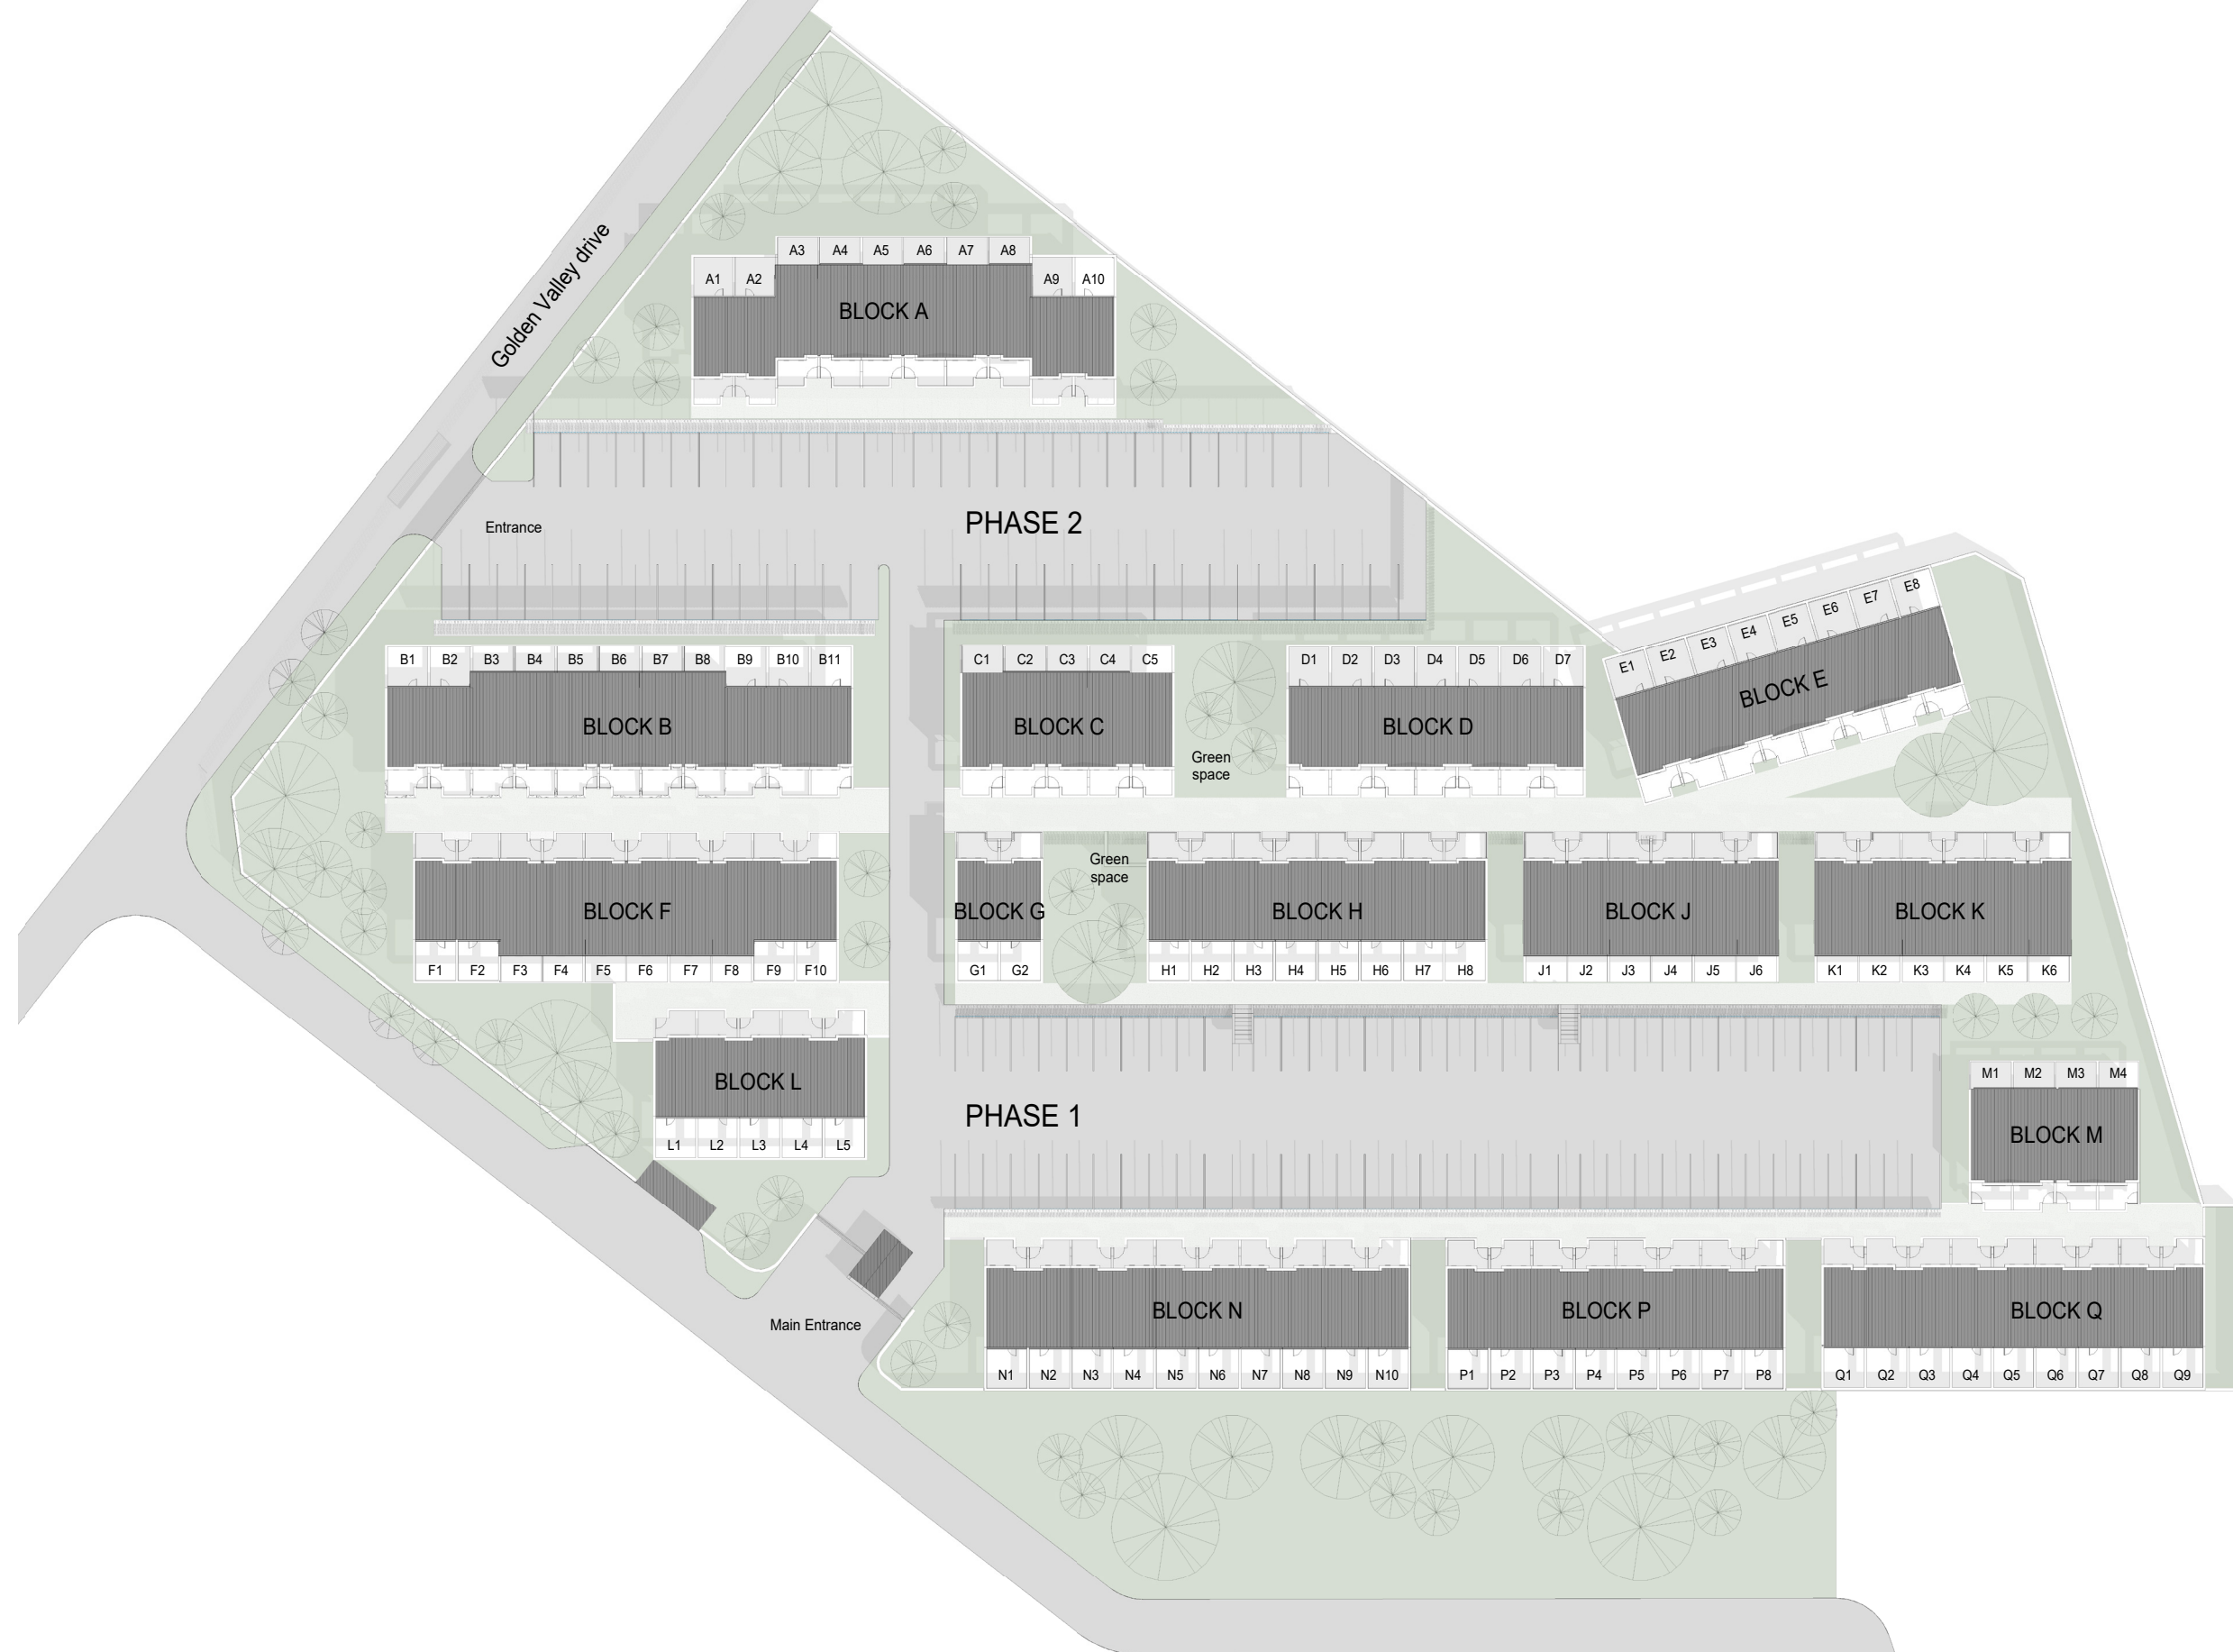 Golden Valley drive
A3 A4 A5 A6 A7 A8
A1 A2 A9 A10
BLOCK A
Entrance
PHASE 2
E1 E2 E3 E4 E5 E6 E7 E8
BLOCK E
B1 B2 B3 B4 B5 B6 B7 B8 B9 B10 B11
BLOCK B
C1 C2 C3 C4 C5
BLOCK C
Green
space
D1 D2 D3 D4 D5 D6 D7
BLOCK D
Green
space
BLOCK F
F1 F2 F3 F4 F5 F6 F7 F8 F9 F10
BLOCK G
G1 G2
BLOCK H
H1 H2 H3 H4 H5 H6 H7 H8
BLOCK J
J1 J2 J3 J4 J5 J6
BLOCK K
K1 K2 K3 K4 K5 K6
BLOCK L
L1 L2 L3 L4 L5
PHASE 1
M1 M2 M3 M4
BLOCK M
Main Entrance
BLOCK N
N1 N2 N3 N4 N5 N6 N7 N8 N9 N10
BLOCK P
P1 P2 P3 P4 P5 P6 P7 P8
BLOCK Q
Q1 Q2 Q3 Q4 Q5 Q6 Q7 Q8 Q9